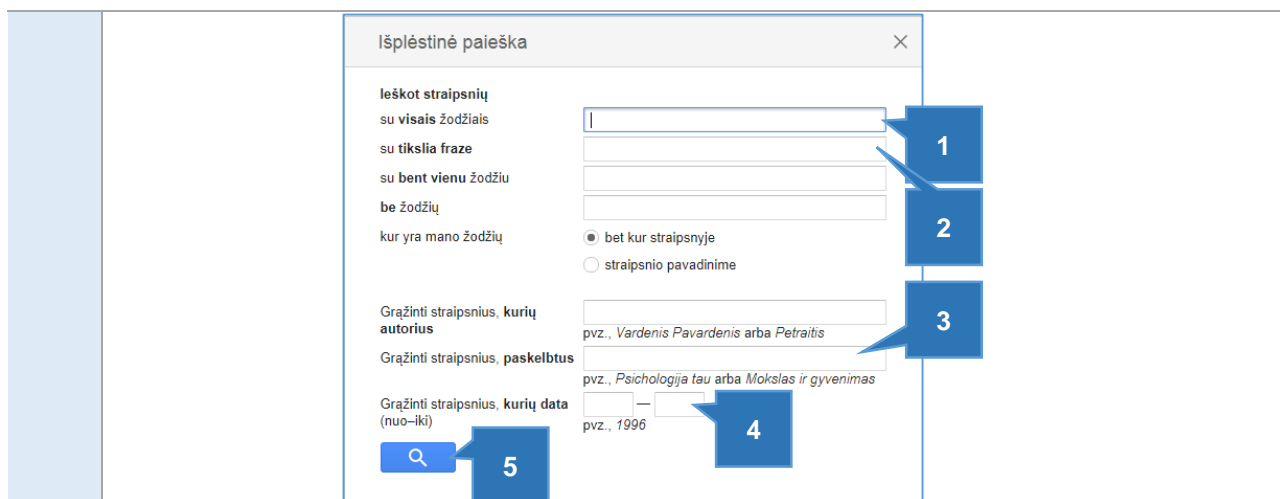 Išplėstinė paieška
Ieškot straipsnių
su visais žodžiais
1
su tikslia fraze
su bent vienu žodžiu
2
be žodžių
kur yra mano žodžių
bet kur straipsnyje
straipsnio pavadinime
Grąžinti straipsnius, kurių
autorius
3
pvz., Vardenis Pavardenis arba Petraitis
Grąžinti straipsnius, paskelbtus
pvz., Psichologija tau arba Mokslas ir gyvenimas
Grąžinti straipsnius, kurių data
(nuo–iki)
—
pvz., 1996
4
5